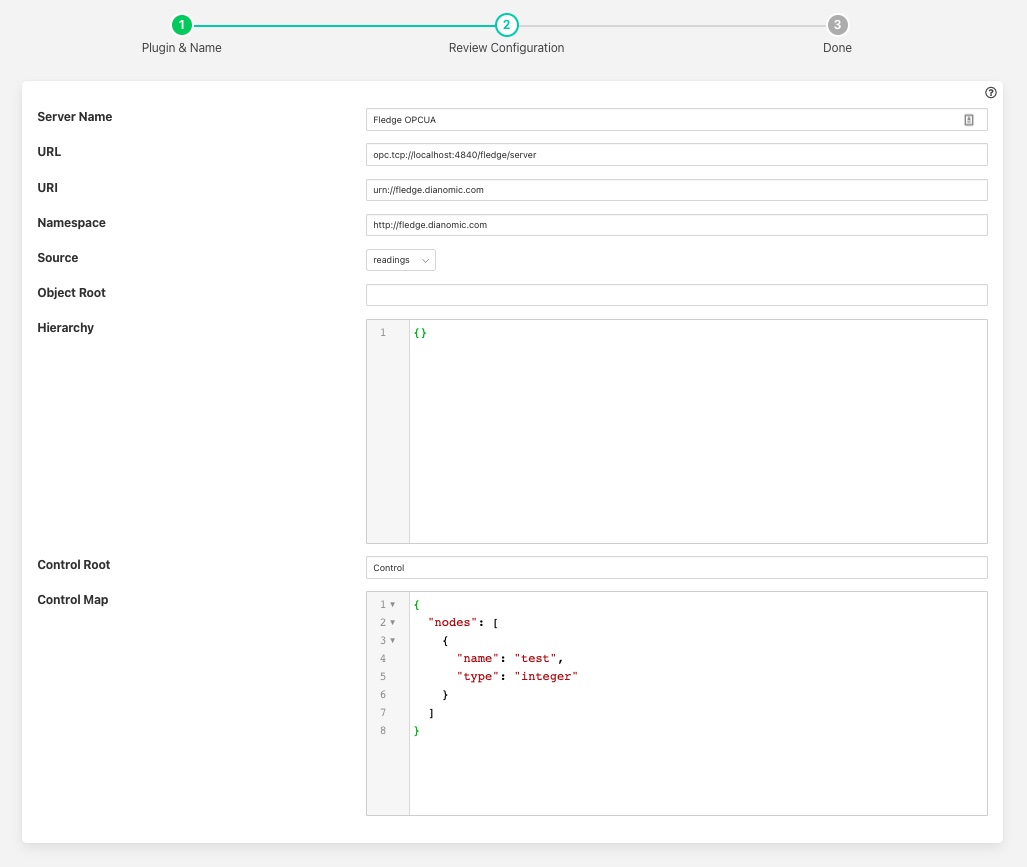 1 2 3
Plugin & Name Review Configuration Done
Server Name Fledge OPCUA
URL opc.tcp://localhost:4840/fledge/server
URI urn://fledge.dianomic.com
Namespace http://fledge.dianomic.com
Source readings
Object Root
Hierarchy 1 {}
Control Root Control
Control Map 1 {
2 "nodes": [
3 {
4 "name": "test",
5 "type": "integer"
6 }
7 ]
8 }